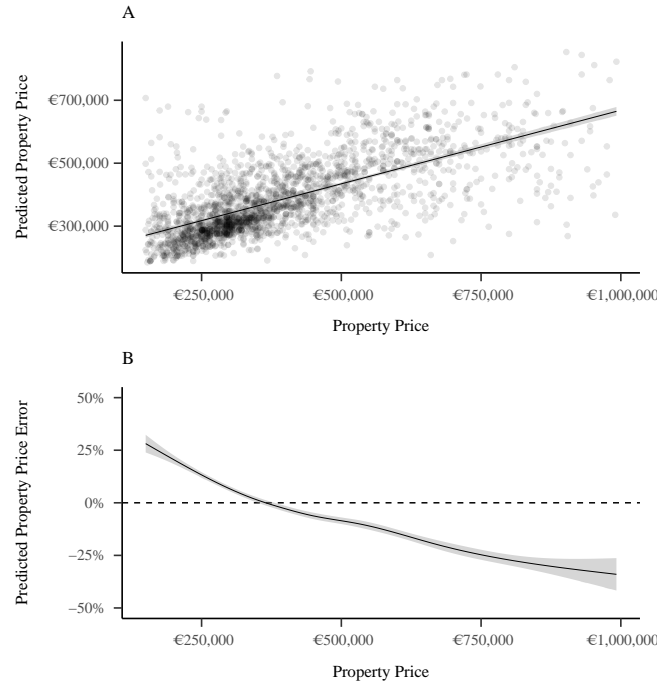 A
Predicted Property Price
€700,000
€500,000
€300,000
€250,000 €500,000 €750,000 €1,000,000
Property Price
B
Predicted Property Price Error
50%
25%
0%
−25%
−50%
€250,000 €500,000 €750,000 €1,000,000
Property Price